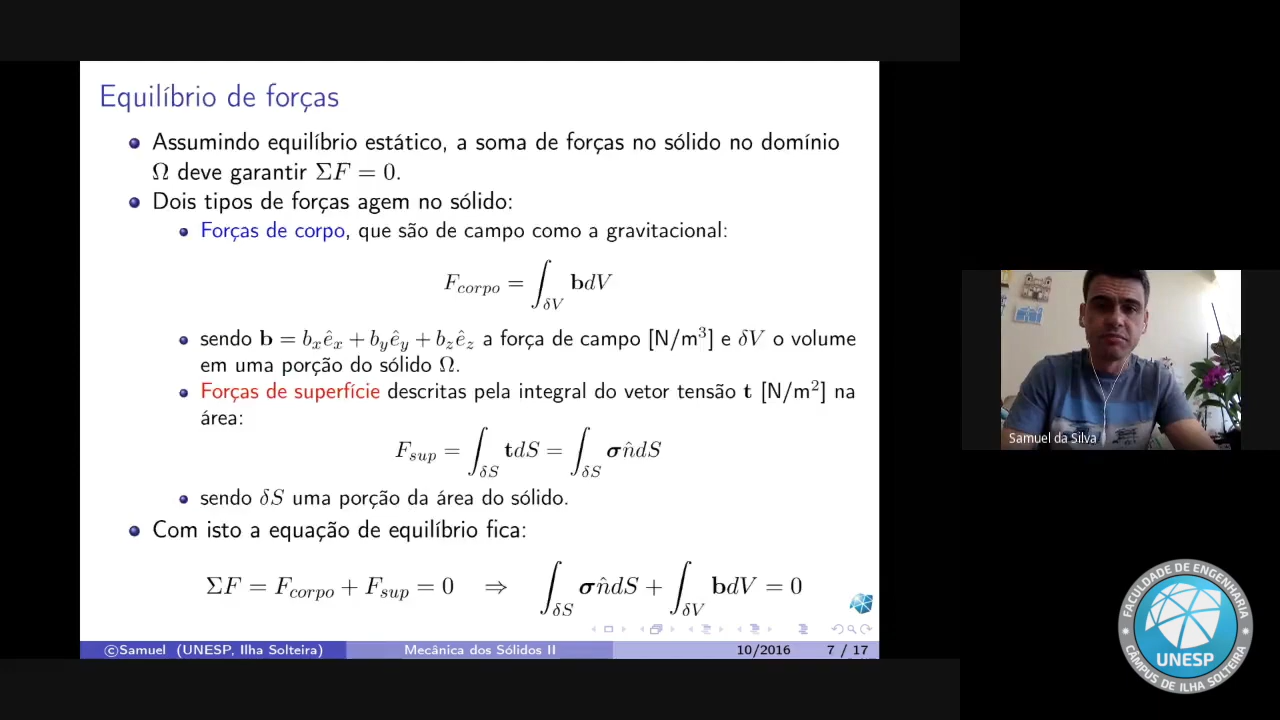 Equilíbrio de forças
Assumindo equilíbrio estático, a soma de forças no sólido no domínio
Ω deve garantir ΣF = 0.
Dois tipos de forças agem no sólido:
Forças de corpo, que são de campo como a gravitacional:
F_corpo = ∫_δV b dV
sendo b = b_x ê_x + b_y ê_y + b_z ê_z a força de campo [N/m³] e δV o volume
em uma porção do sólido Ω.
Forças de superfície descritas pela integral do vetor tensão t [N/m²] na
área:
F_sup = ∫_δS t dS = ∫_δS σn̂dS
sendo δS uma porção da área do sólido.
Com isto a equação de equilíbrio fica:
ΣF = F_corpo + F_sup = 0 ⇒ ∫_δS σn̂dS + ∫_δV b dV = 0
©Samuel (UNESP, Ilha Solteira) Mecânica dos Sólidos II 10/2016 7 / 17
Samuel da Silva
FACULDADE DE ENGENHARIA
UNESP
CÂMPUS DE ILHA SOLTEIRA